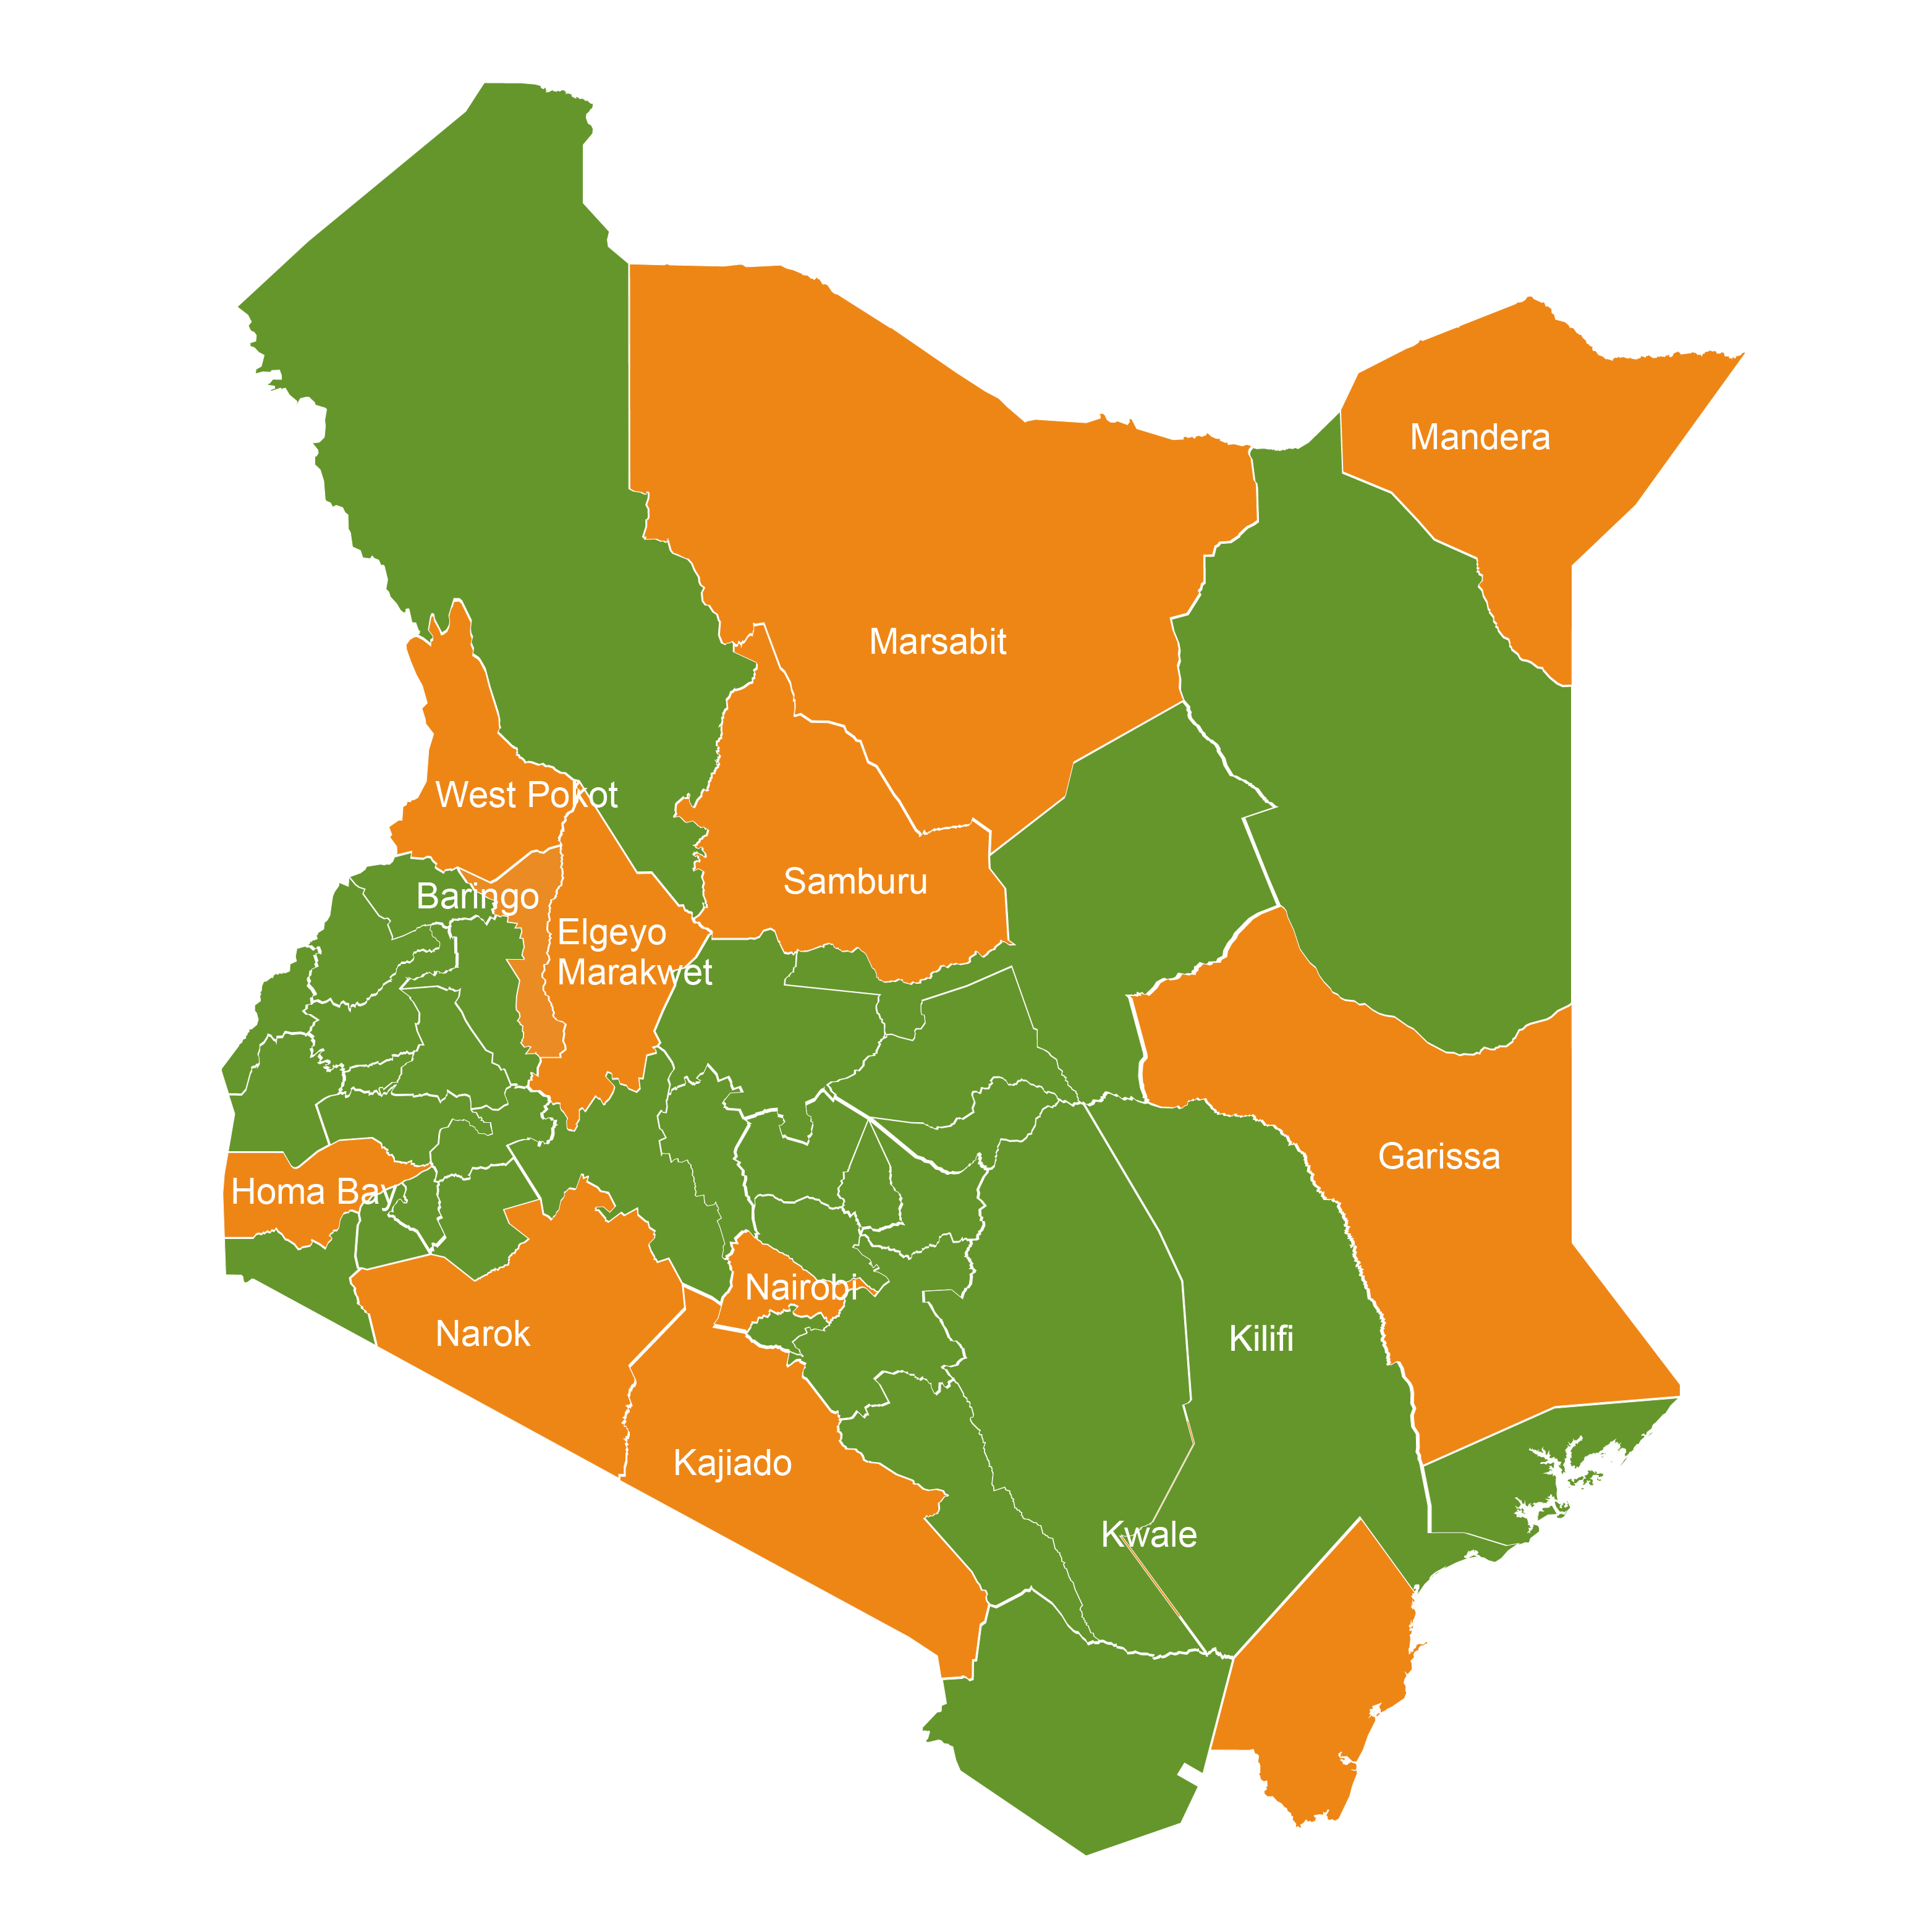 Mandera
Marsabit
West Pokot
Samburu
Baringo
Elgeyo
Marakwet
Garissa
Homa Bay
Nairobi
Narok
Kilifi
Kajiado
Kwale